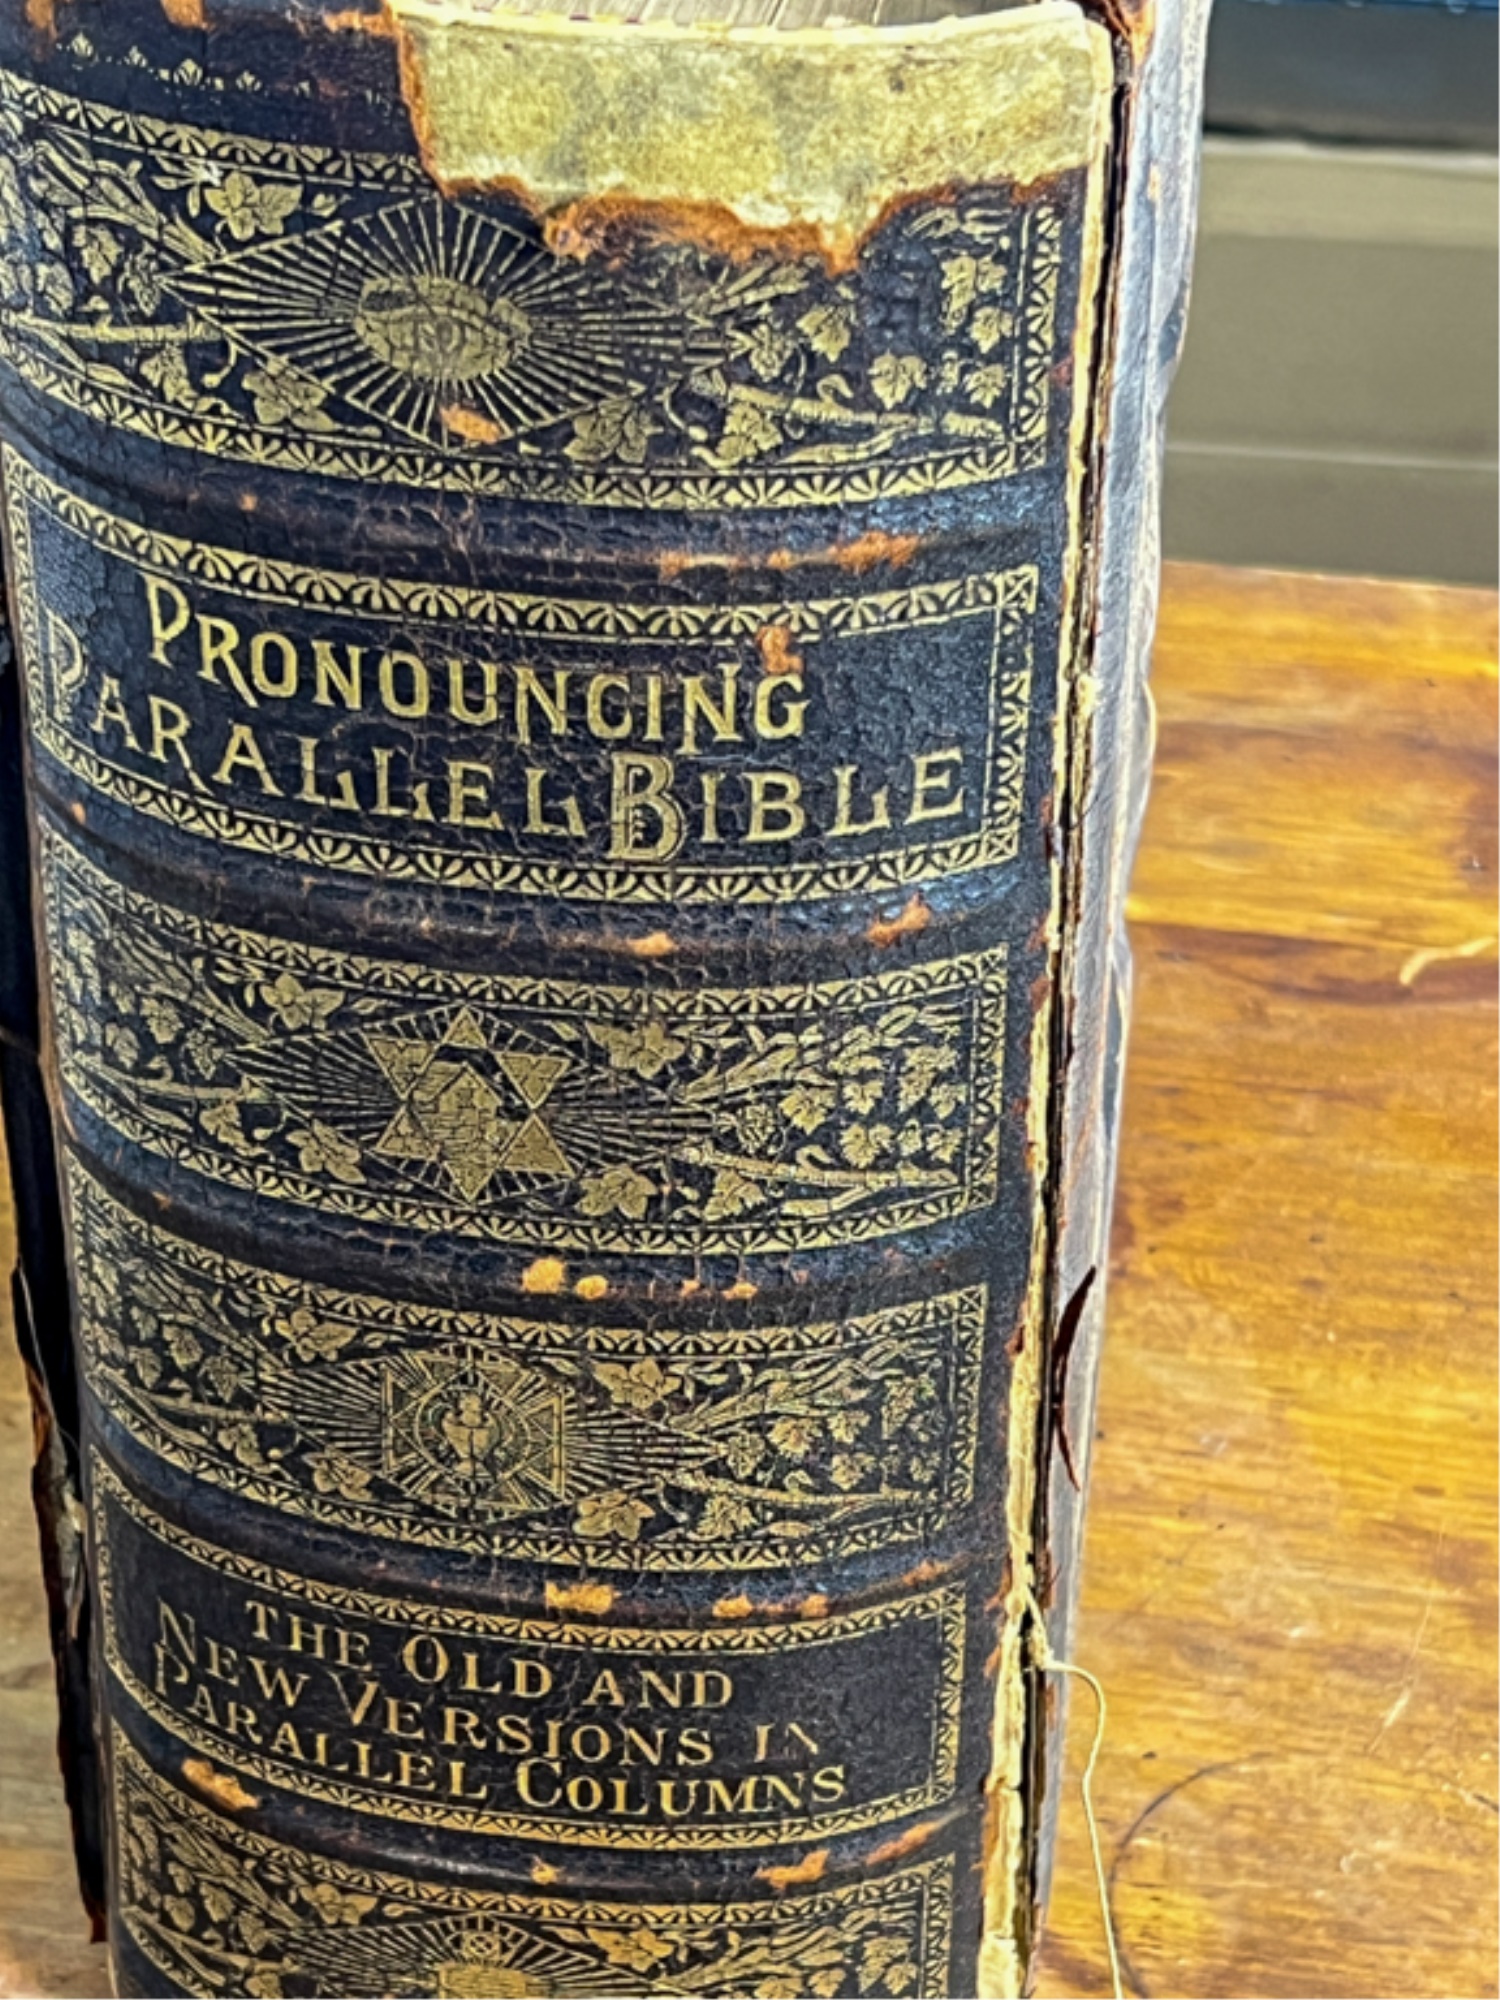 PRONOUNCING
PARALLEL BIBLE
THE OLD AND
NEW VERSIONS IN
PARALLEL COLUMNS